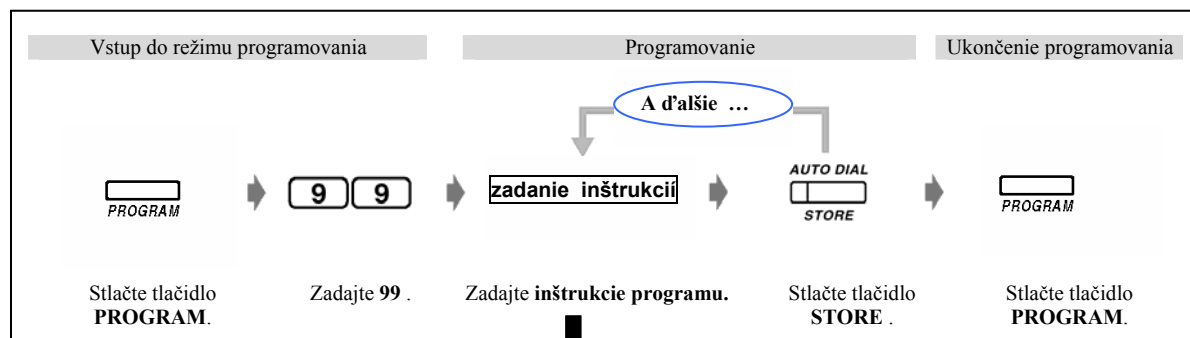 Vstup do režimu programovania
Programovanie
Ukončenie programovania
A ďalšie …
PROGRAM
9 9
zadanie inštrukcií
AUTO DIAL
STORE
PROGRAM
Stlačte tlačidlo
PROGRAM.
Zadajte 99 .
Zadajte inštrukcie programu.
Stlačte tlačidlo
STORE .
Stlačte tlačidlo
PROGRAM.